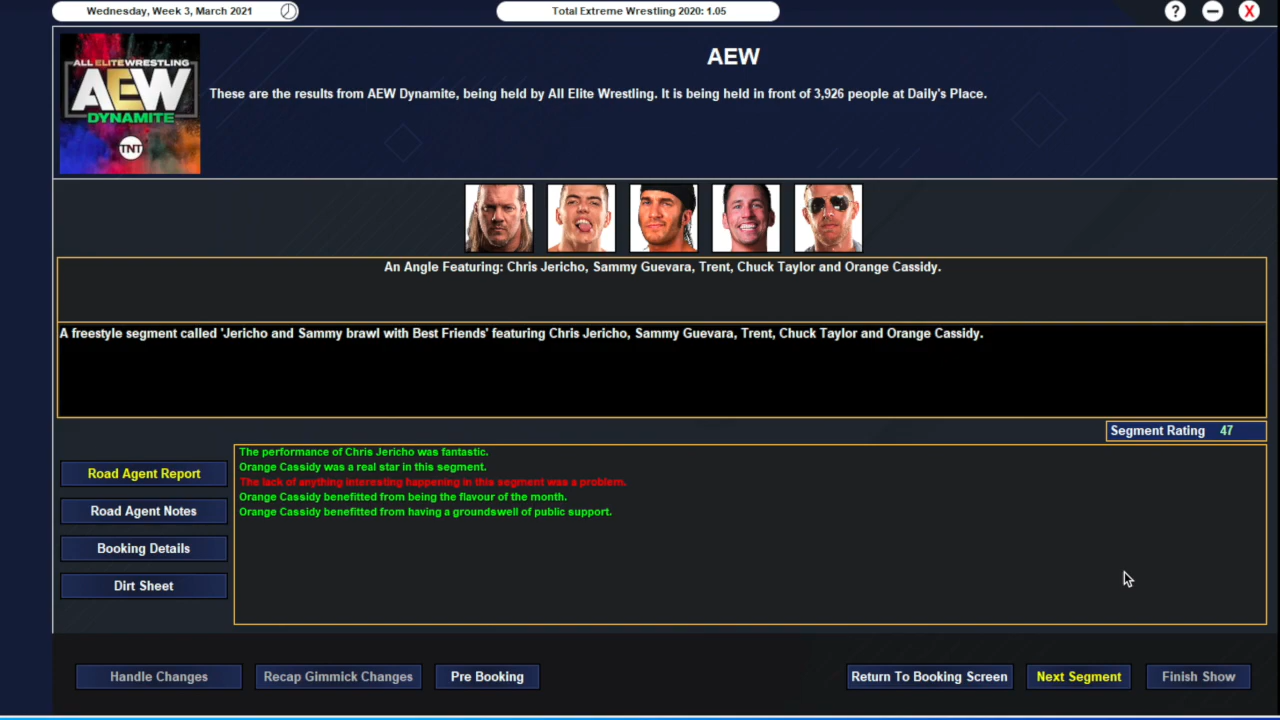 Wednesday, Week 3, March 2021
Total Extreme Wrestling 2020: 1.05
?
X
ALL ELITE WRESTLING
AEW
DYNAMITE
TNT
AEW
These are the results from AEW Dynamite, being held by All Elite Wrestling. It is being held in front of 3,926 people at Daily's Place.
An Angle Featuring: Chris Jericho, Sammy Guevara, Trent, Chuck Taylor and Orange Cassidy.
A freestyle segment called 'Jericho and Sammy brawl with Best Friends' featuring Chris Jericho, Sammy Guevara, Trent, Chuck Taylor and Orange Cassidy.
Segment Rating 47
Road Agent Report
Road Agent Notes
Booking Details
Dirt Sheet
The performance of Chris Jericho was fantastic.
Orange Cassidy was a real star in this segment.
The lack of anything interesting happening in this segment was a problem.
Orange Cassidy benefitted from being the flavour of the month.
Orange Cassidy benefitted from having a groundswell of public support.
Handle Changes
Recap Gimmick Changes
Pre Booking
Return To Booking Screen
Next Segment
Finish Show